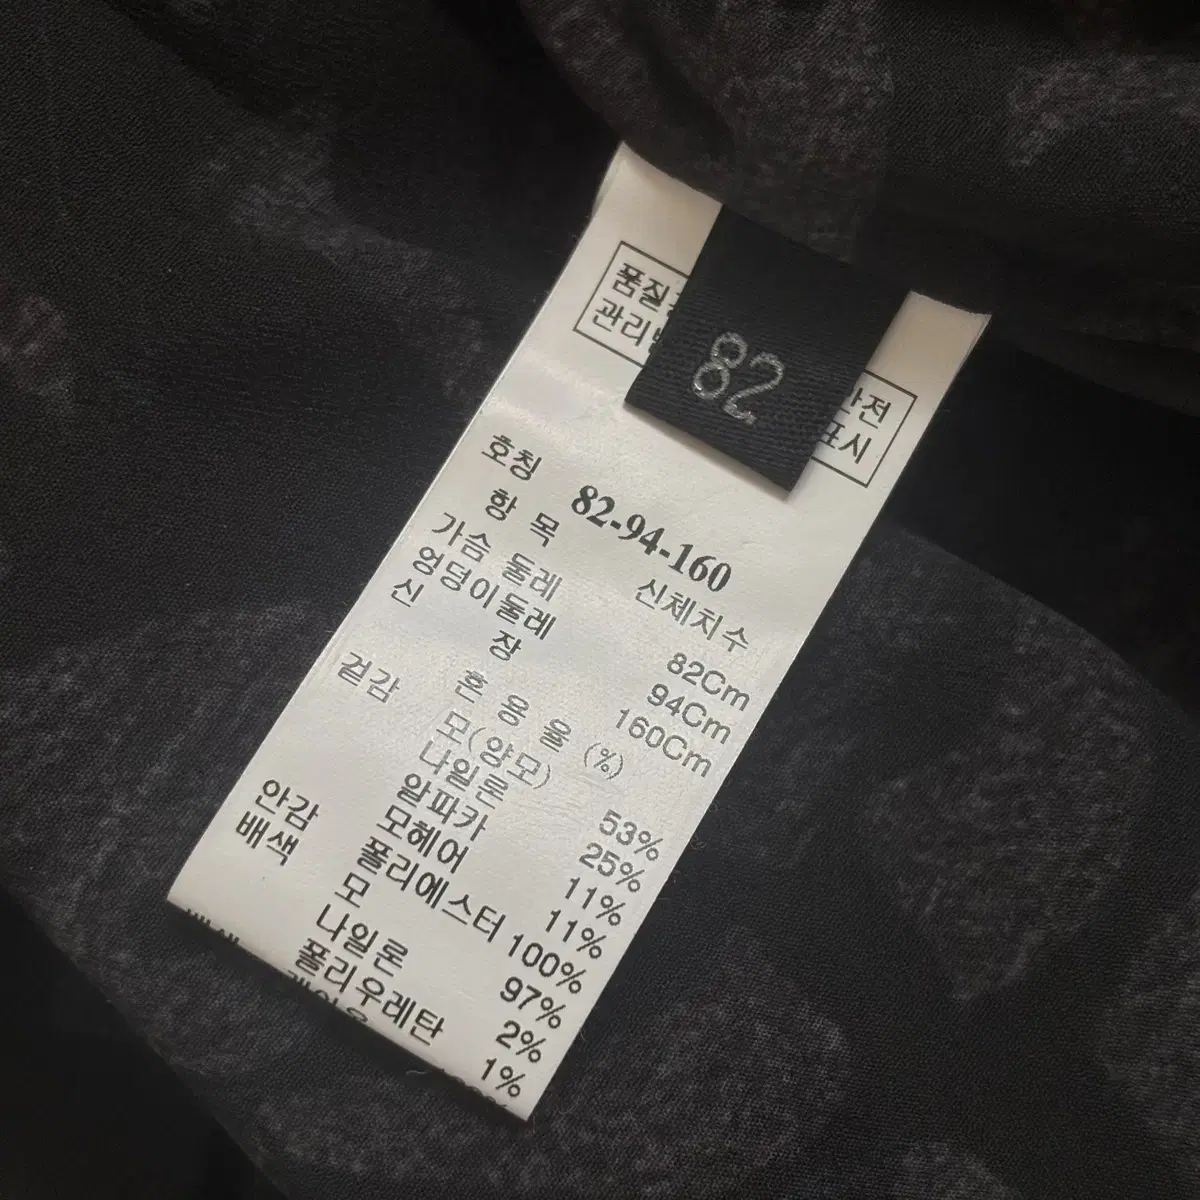 82
품질
관리
안전
표시
호칭 82-94-160
항 목 신체치수
가슴 둘레 82Cm
엉덩이둘레 94Cm
신 장 160Cm
혼 용 율 (%)
겉감 모(양모) 53%
나일론 25%
알파카 11%
모헤어 11%
안감 폴리에스터 100%
배색 모 97%
나일론 2%
폴리우레탄 1%
배색